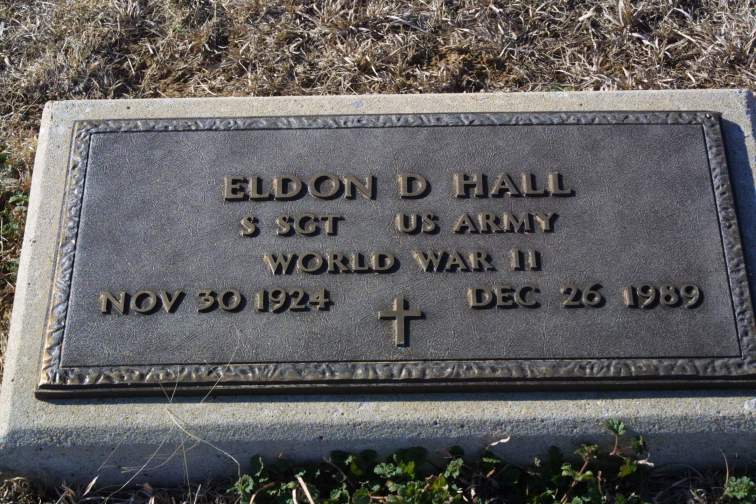 ELDON D HALL
S SGT US ARMY
WORLD WAR II
NOV 30 1924 DEC 26 1989